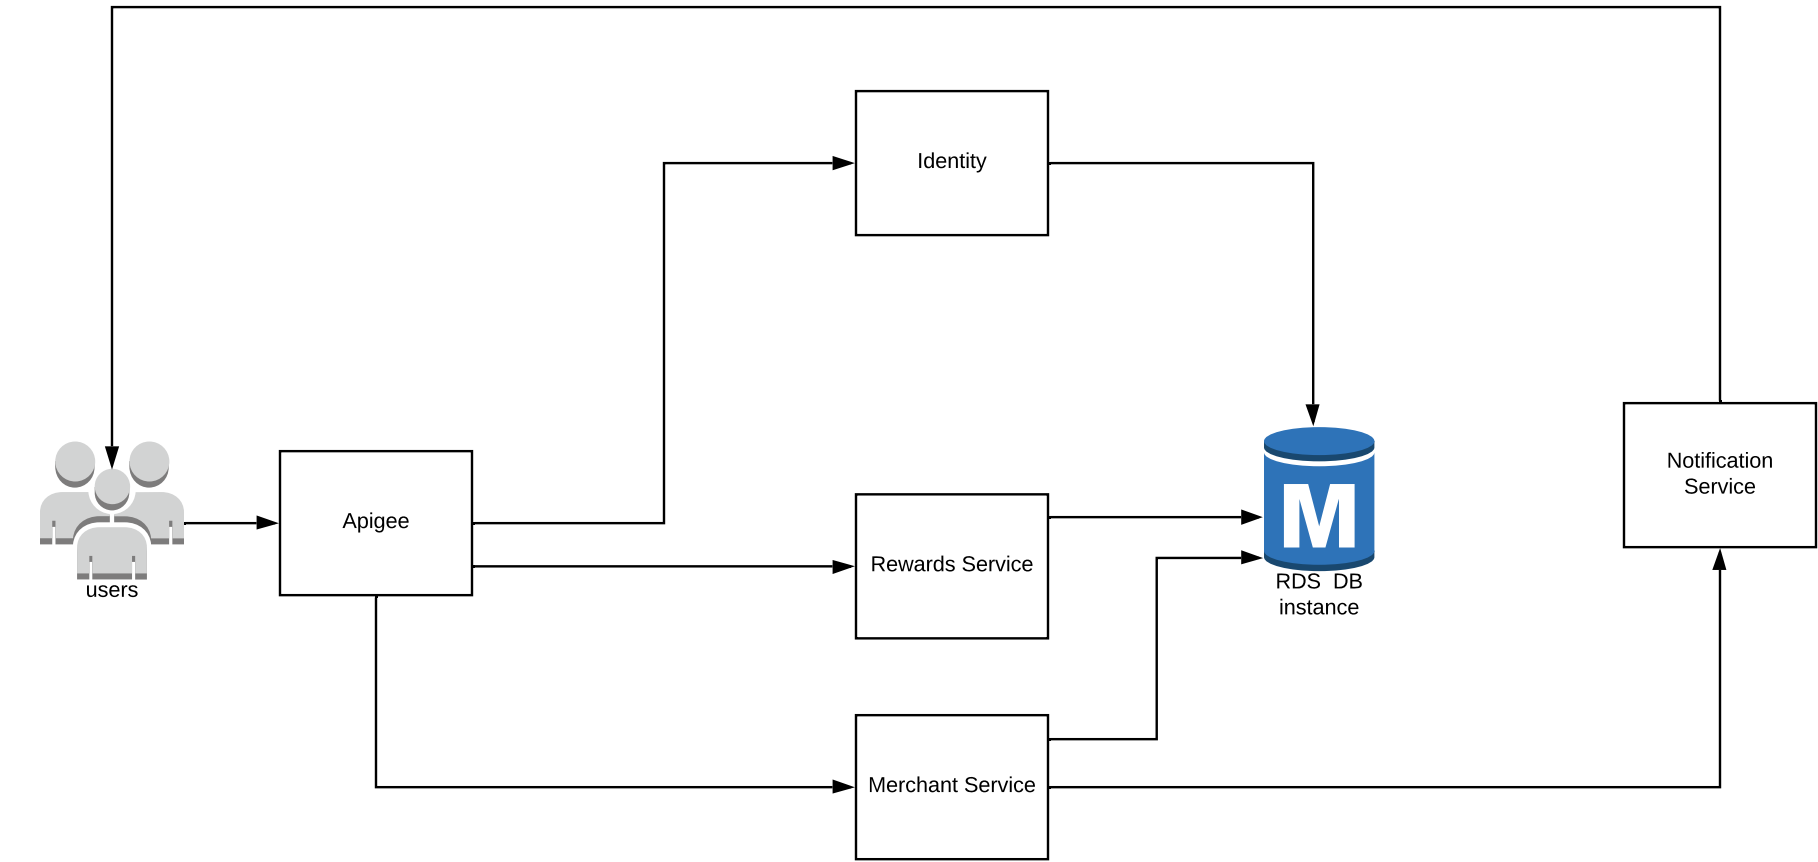 Identity
Notification
Service
Apigee
Rewards Service
M
RDS  DB
instance
users
Merchant Service